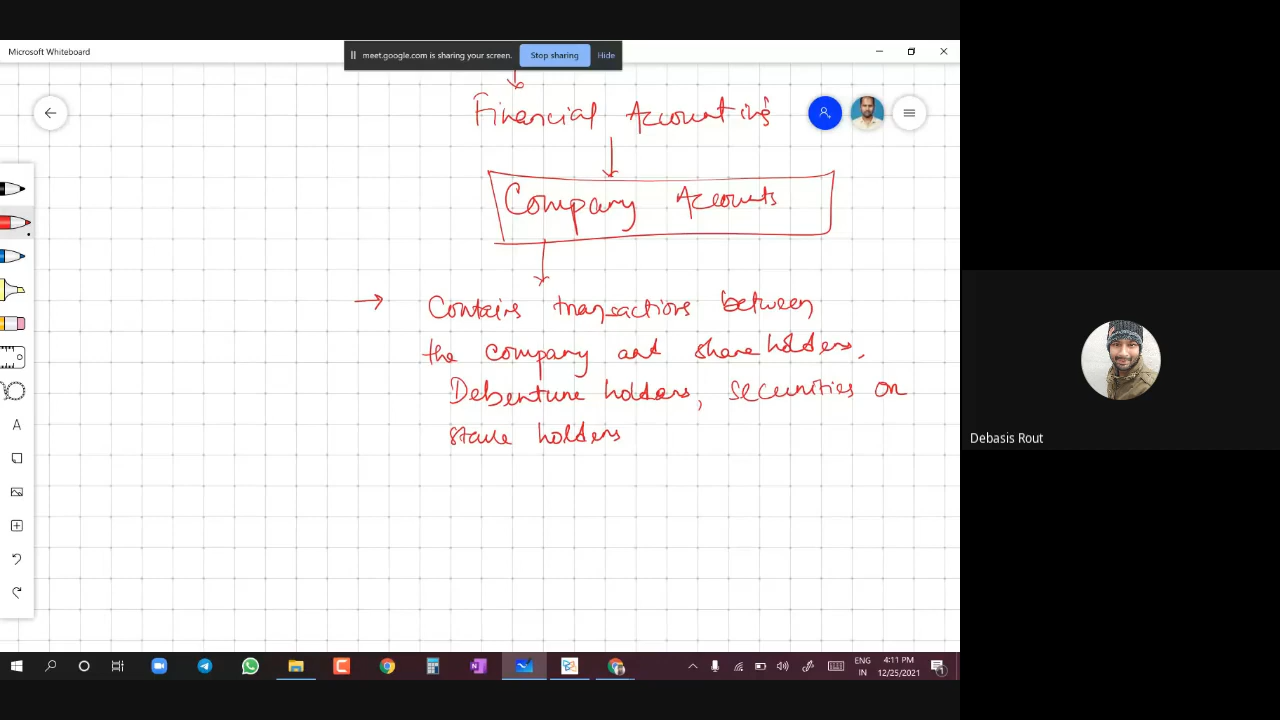 Microsoft Whiteboard
meet.google.com is sharing your screen.
Stop sharing
Hide
Financial Accounting
Company Accounts
→ Contains transactions between
the company and shareholders,
Debenture holders, securities or
stake holders
Debasis Rout
A
ENG
IN
4:11 PM
12/25/2021
1